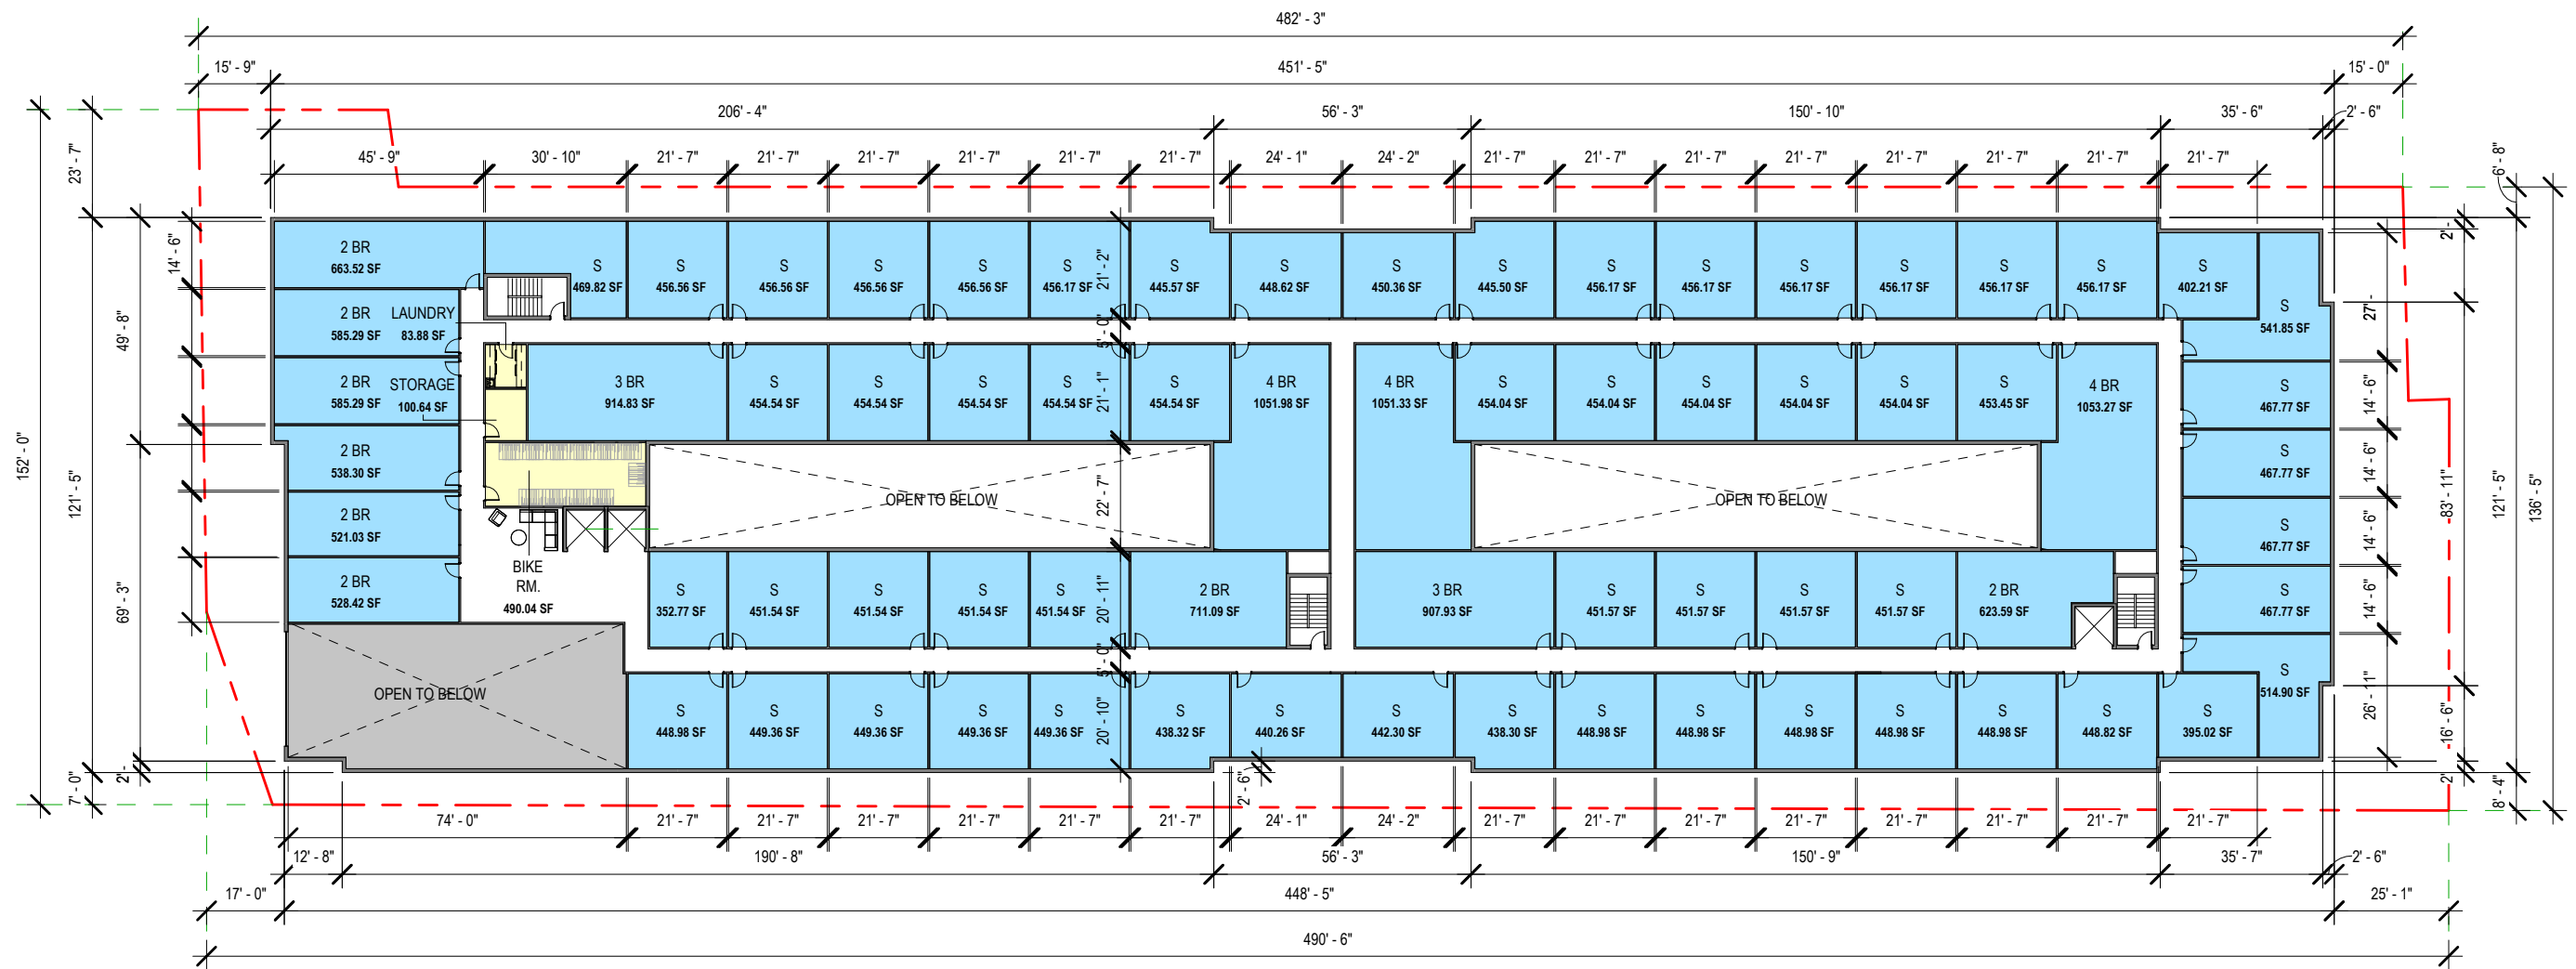 482' - 3"
15' - 9"
451' - 5"
15' - 0"
206' - 4"
56' - 3"
150' - 10"
35' - 6"
2' - 6"
45' - 9"
30' - 10"
21' - 7"
21' - 7"
21' - 7"
21' - 7"
21' - 7"
21' - 7"
24' - 1"
24' - 2"
21' - 7"
21' - 7"
21' - 7"
21' - 7"
21' - 7"
21' - 7"
21' - 7"
21' - 7"
152' - 0"
23' - 7"
121' - 5"
7' - 0"
49' - 8"
69' - 3"
2' -
14' - 6"
2 BR
663.52 SF
S
469.82 SF
S
456.56 SF
S
456.56 SF
S
456.56 SF
S
456.56 SF
S
456.17 SF
S
445.57 SF
S
448.62 SF
S
450.36 SF
S
445.50 SF
S
456.17 SF
S
456.17 SF
S
456.17 SF
S
456.17 SF
S
456.17 SF
S
456.17 SF
S
402.21 SF
S
541.85 SF
2 BR
585.29 SF
LAUNDRY
83.88 SF
2 BR
585.29 SF
STORAGE
100.64 SF
3 BR
914.83 SF
S
454.54 SF
S
454.54 SF
S
454.54 SF
S
454.54 SF
S
454.54 SF
4 BR
1051.98 SF
4 BR
1051.33 SF
S
454.04 SF
S
454.04 SF
S
454.04 SF
S
454.04 SF
S
454.04 SF
S
453.45 SF
4 BR
1053.27 SF
S
467.77 SF
2 BR
538.30 SF
S
467.77 SF
2 BR
521.03 SF
OPEN TO BELOW
OPEN TO BELOW
S
467.77 SF
2 BR
528.42 SF
BIKE
RM.
490.04 SF
S
352.77 SF
S
451.54 SF
S
451.54 SF
S
451.54 SF
S
451.54 SF
2 BR
711.09 SF
3 BR
907.93 SF
S
451.57 SF
S
451.57 SF
S
451.57 SF
S
451.57 SF
2 BR
623.59 SF
S
467.77 SF
OPEN TO BELOW
S
448.98 SF
S
449.36 SF
S
449.36 SF
S
449.36 SF
S
449.36 SF
S
438.32 SF
S
440.26 SF
S
442.30 SF
S
438.30 SF
S
448.98 SF
S
448.98 SF
S
448.98 SF
S
448.98 SF
S
448.98 SF
S
448.82 SF
S
395.02 SF
S
514.90 SF
21' - 2"
5' - 0"
21' - 1"
22' - 7"
20' - 11"
5' - 0"
20' - 10"
2' - 6"
27' -
14' - 6"
14' - 6"
14' - 6"
14' - 6"
26' - 11"
2' -
83' - 11"
16' - 6"
2'
6' - 8"
121' - 5"
8' - 4"
136' - 5"
74' - 0"
21' - 7"
21' - 7"
21' - 7"
21' - 7"
21' - 7"
21' - 7"
24' - 1"
24' - 2"
21' - 7"
21' - 7"
21' - 7"
21' - 7"
21' - 7"
21' - 7"
21' - 7"
21' - 7"
12' - 8"
190' - 8"
56' - 3"
150' - 9"
35' - 7"
2' - 6"
17' - 0"
448' - 5"
25' - 1"
490' - 6"